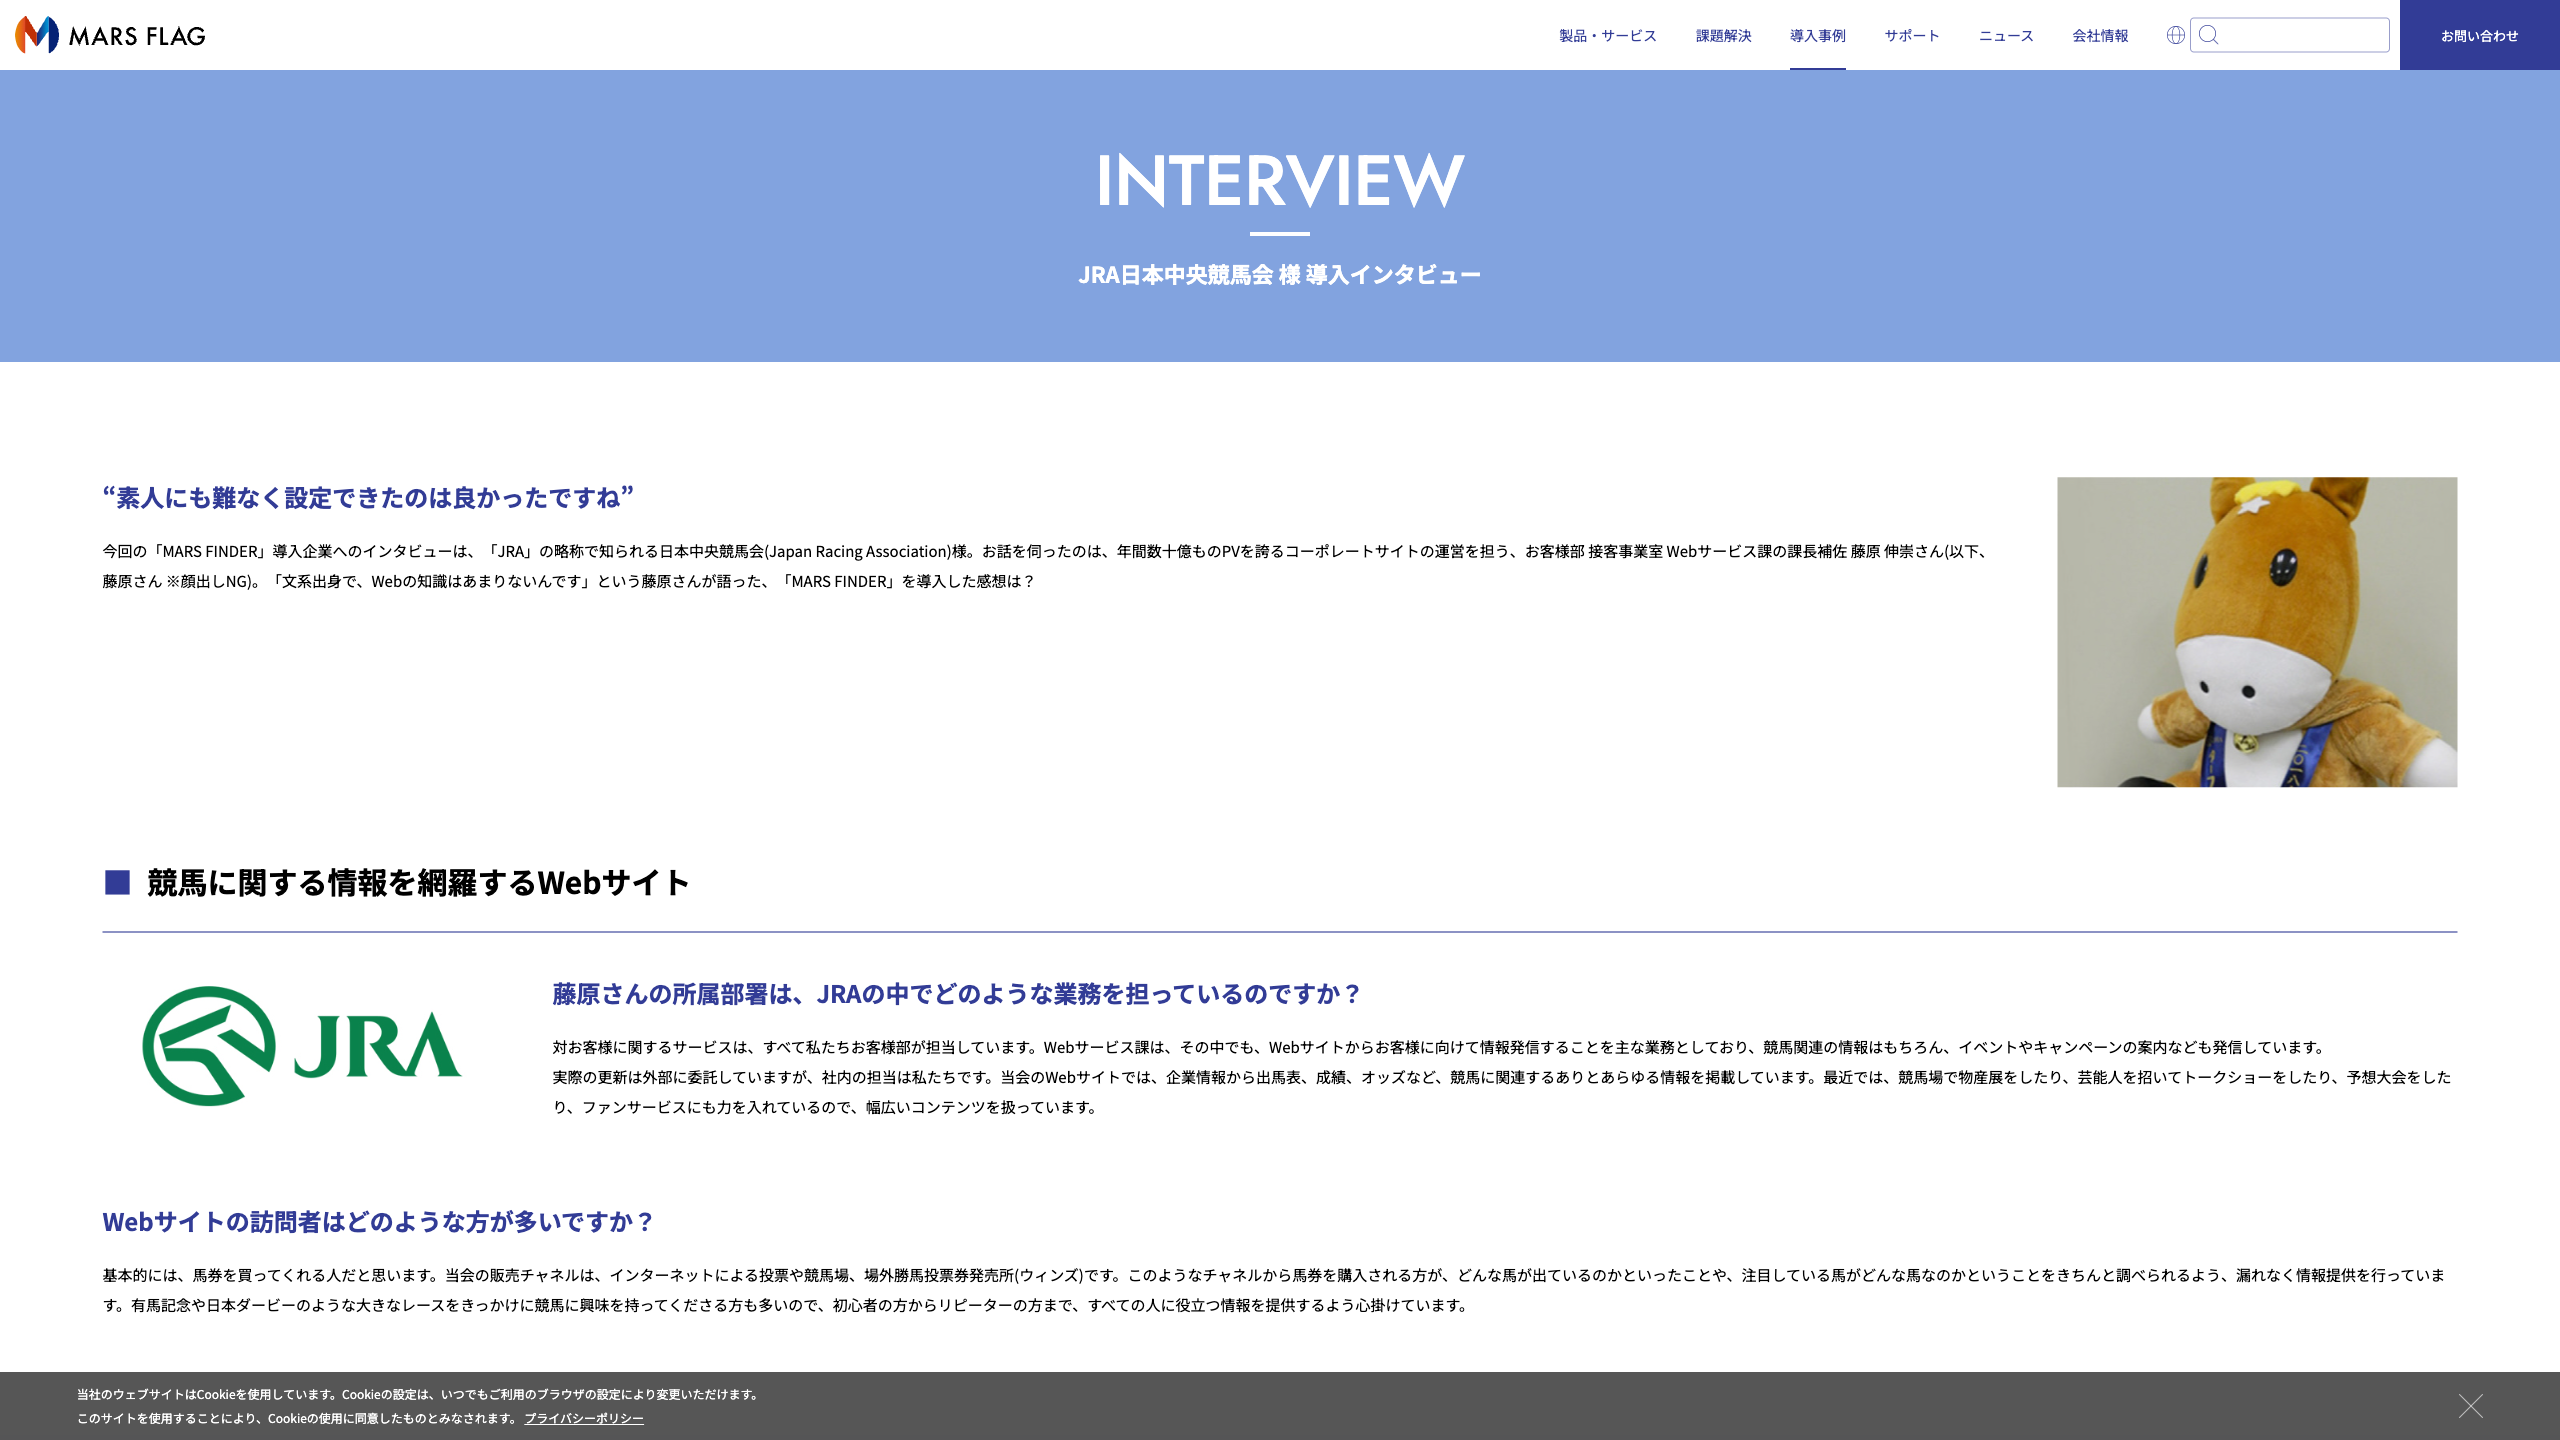 MARS FLAG
製品・サービス 課題解決 導入事例 サポート ニュース 会社情報 お問い合わせ
INTERVIEW
JRA日本中央競馬会 様 導入インタビュー
“素人にも難なく設定できたのは良かったですね”
今回の「MARS FINDER」導入企業へのインタビューは、「JRA」の略称で知られる日本中央競馬会(Japan Racing Association)様。お話を伺ったのは、年間数十億ものPVを誇るコーポレートサイトの運営を担う、お客様部 接客事業室 Webサービス課の課長補佐 藤原 伸崇さん(以下、
藤原さん ※顔出しNG)。「文系出身で、Webの知識はあまりないんです」という藤原さんが語った、「MARS FINDER」を導入した感想は？
■ 競馬に関する情報を網羅するWebサイト
JRA
藤原さんの所属部署は、JRAの中でどのような業務を担っているのですか？
対お客様に関するサービスは、すべて私たちお客様部が担当しています。Webサービス課は、その中でも、Webサイトからお客様に向けて情報発信することを主な業務としており、競馬関連の情報はもちろん、イベントやキャンペーンの案内なども発信しています。
実際の更新は外部に委託していますが、社内の担当は私たちです。当会のWebサイトでは、企業情報から出馬表、成績、オッズなど、競馬に関連するありとあらゆる情報を掲載しています。最近では、競馬場で物産展をしたり、芸能人を招いてトークショーをしたり、予想大会をした
り、ファンサービスにも力を入れているので、幅広いコンテンツを扱っています。
Webサイトの訪問者はどのような方が多いですか？
基本的には、馬券を買ってくれる人だと思います。当会の販売チャネルは、インターネットによる投票や競馬場、場外勝馬投票券発売所(ウィンズ)です。このようなチャネルから馬券を購入される方が、どんな馬が出ているのかといったことや、注目している馬がどんな馬なのかということをきちんと調べられるよう、漏れなく情報提供を行っていま
す。有馬記念や日本ダービーのような大きなレースをきっかけに競馬に興味を持ってくださる方も多いので、初心者の方からリピーターの方まで、すべての人に役立つ情報を提供するよう心掛けています。
当社のウェブサイトはCookieを使用しています。Cookieの設定は、いつでもご利用のブラウザの設定により変更いただけます。
このサイトを使用することにより、Cookieの使用に同意したものとみなされます。 プライバシーポリシー